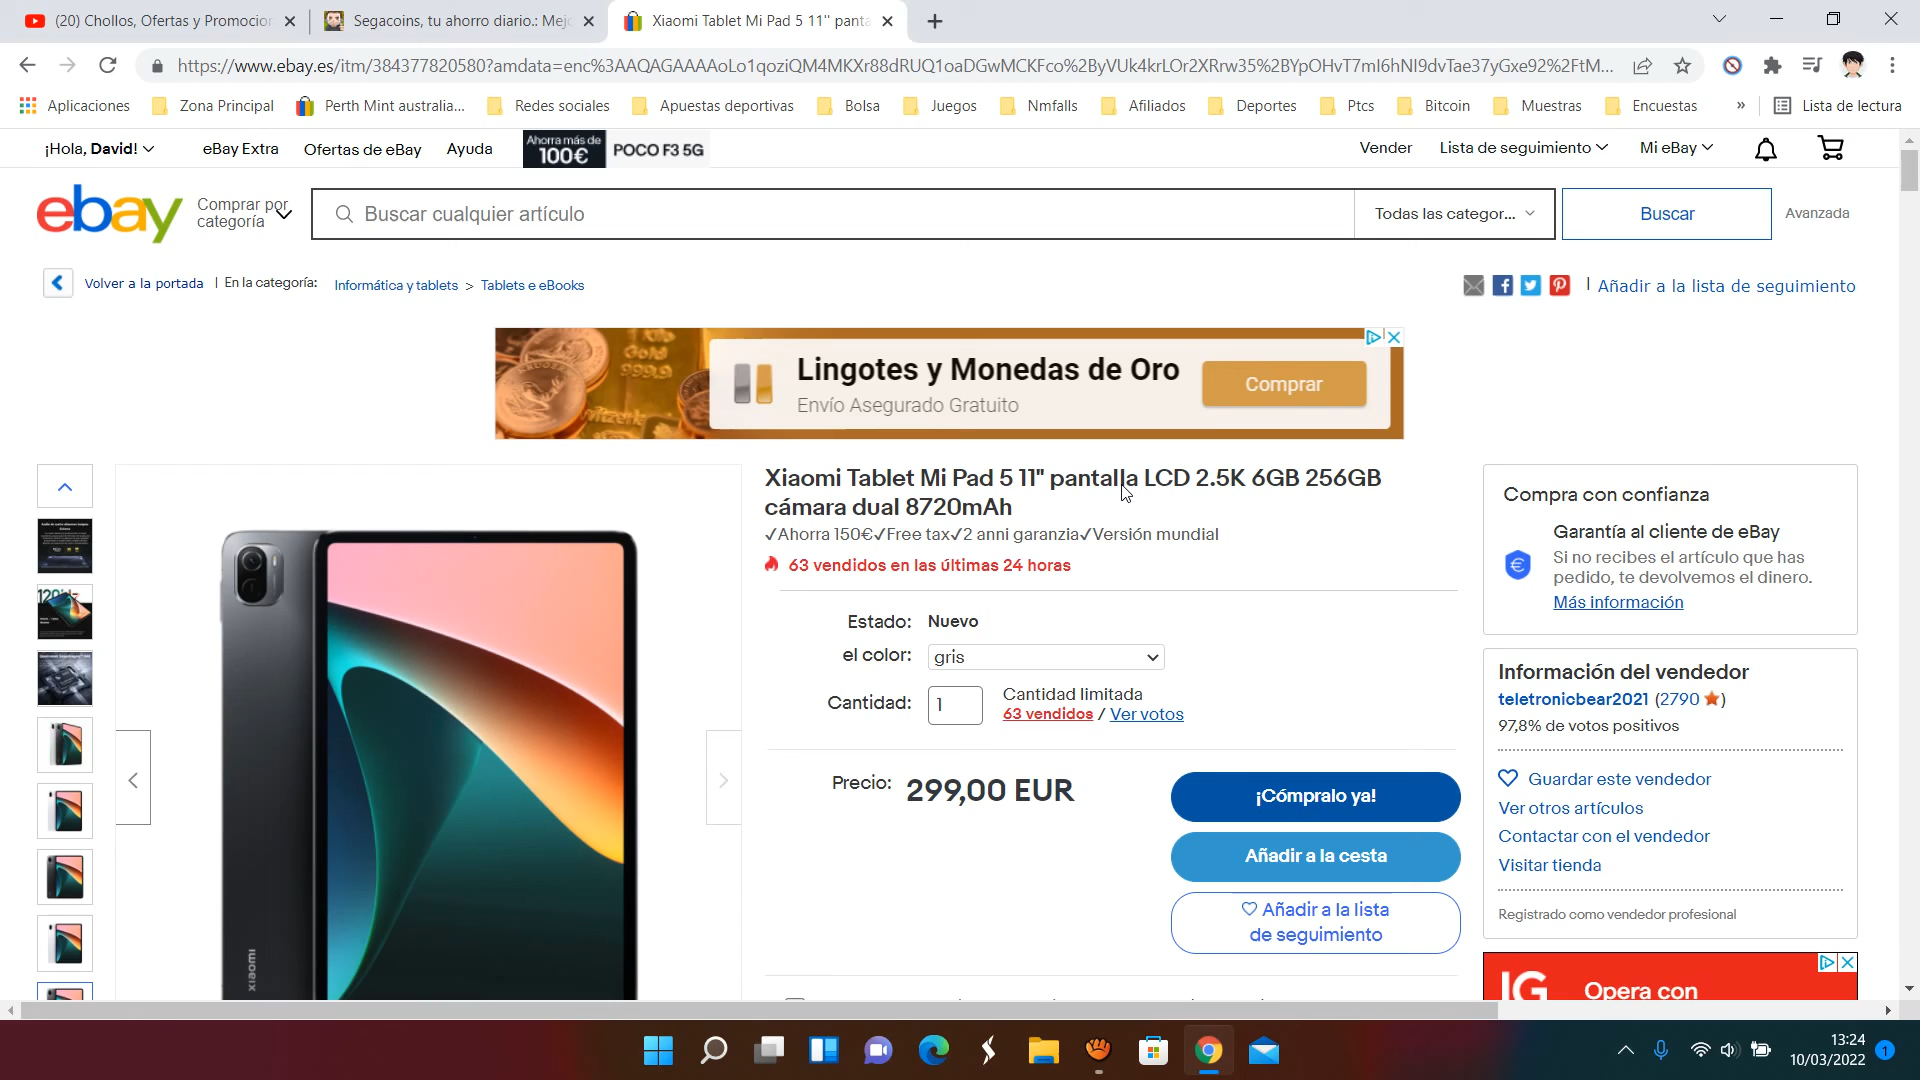 (20) Chollos, Ofertas y Promocion
Segacoins, tu ahorro diario.: Mejo
Xiaomi Tablet Mi Pad 5 11" panta
https://www.ebay.es/itm/384377820580?amdata=enc%3AAQAGAAAAoLo1qoziQM4MKXr88dRUQ1oaDGwMCKFco%2ByVUk4krLOr2XRrw35%2BYpOHvT7mI6hNI9dvTae37yGxe92%2FtM...
Aplicaciones
Zona Principal
Perth Mint australia...
Redes sociales
Apuestas deportivas
Bolsa
Juegos
Nmfalls
Afiliados
Deportes
Ptcs
Bitcoin
Muestras
Encuestas
»
Lista de lectura
¡Hola, David!
eBay Extra
Ofertas de eBay
Ayuda
Ahorra más de
100€
POCO F3 5G
Vender
Lista de seguimiento
Mi eBay
ebay
Comprar por
categoría
Buscar cualquier artículo
Todas las categor...
Buscar
Avanzada
Volver a la portada | En la categoría: Informática y tablets > Tablets e eBooks
| Añadir a la lista de seguimiento
Lingotes y Monedas de Oro
Envío Asegurado Gratuito
Comprar
Xiaomi Tablet Mi Pad 5 11" pantalla LCD 2.5K 6GB 256GB
cámara dual 8720mAh
✓Ahorra 150€✓Free tax✓2 anni garanzia✓Versión mundial
63 vendidos en las últimas 24 horas
Estado: Nuevo
el color: gris
Cantidad: 1
Cantidad limitada
63 vendidos / Ver votos
Precio: 299,00 EUR
¡Cómpralo ya!
Añadir a la cesta
Añadir a la lista
de seguimiento
Compra con confianza
Garantía al cliente de eBay
Si no recibes el artículo que has
pedido, te devolvemos el dinero.
Más información
Información del vendedor
teletronicbear2021 (2790 )
97,8% de votos positivos
Guardar este vendedor
Ver otros artículos
Contactar con el vendedor
Visitar tienda
Registrado como vendedor profesional
IG
Opera con
xiaomi
13:24
10/03/2022
1